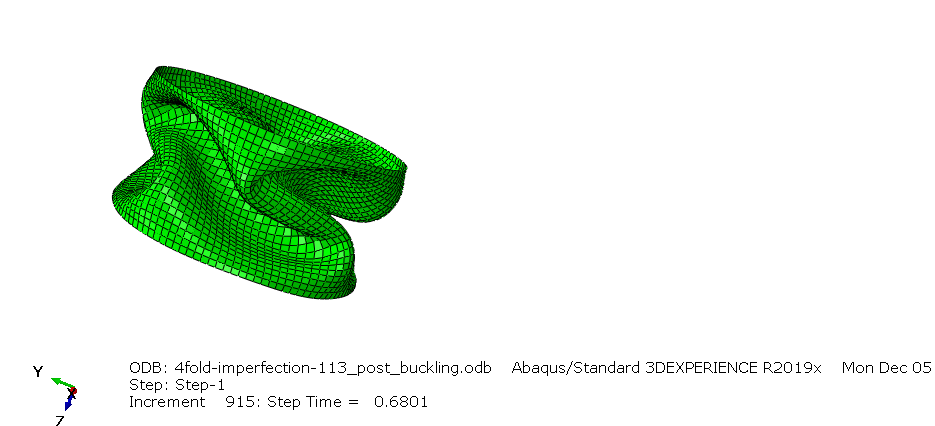 Y
ODB: 4fold-imperfection-113_post_buckling.odb Abaqus/Standard 3DEXPERIENCE R2019x Mon Dec 05
Step: Step-1
X
Increment 915: Step Time = 0.6801
Z